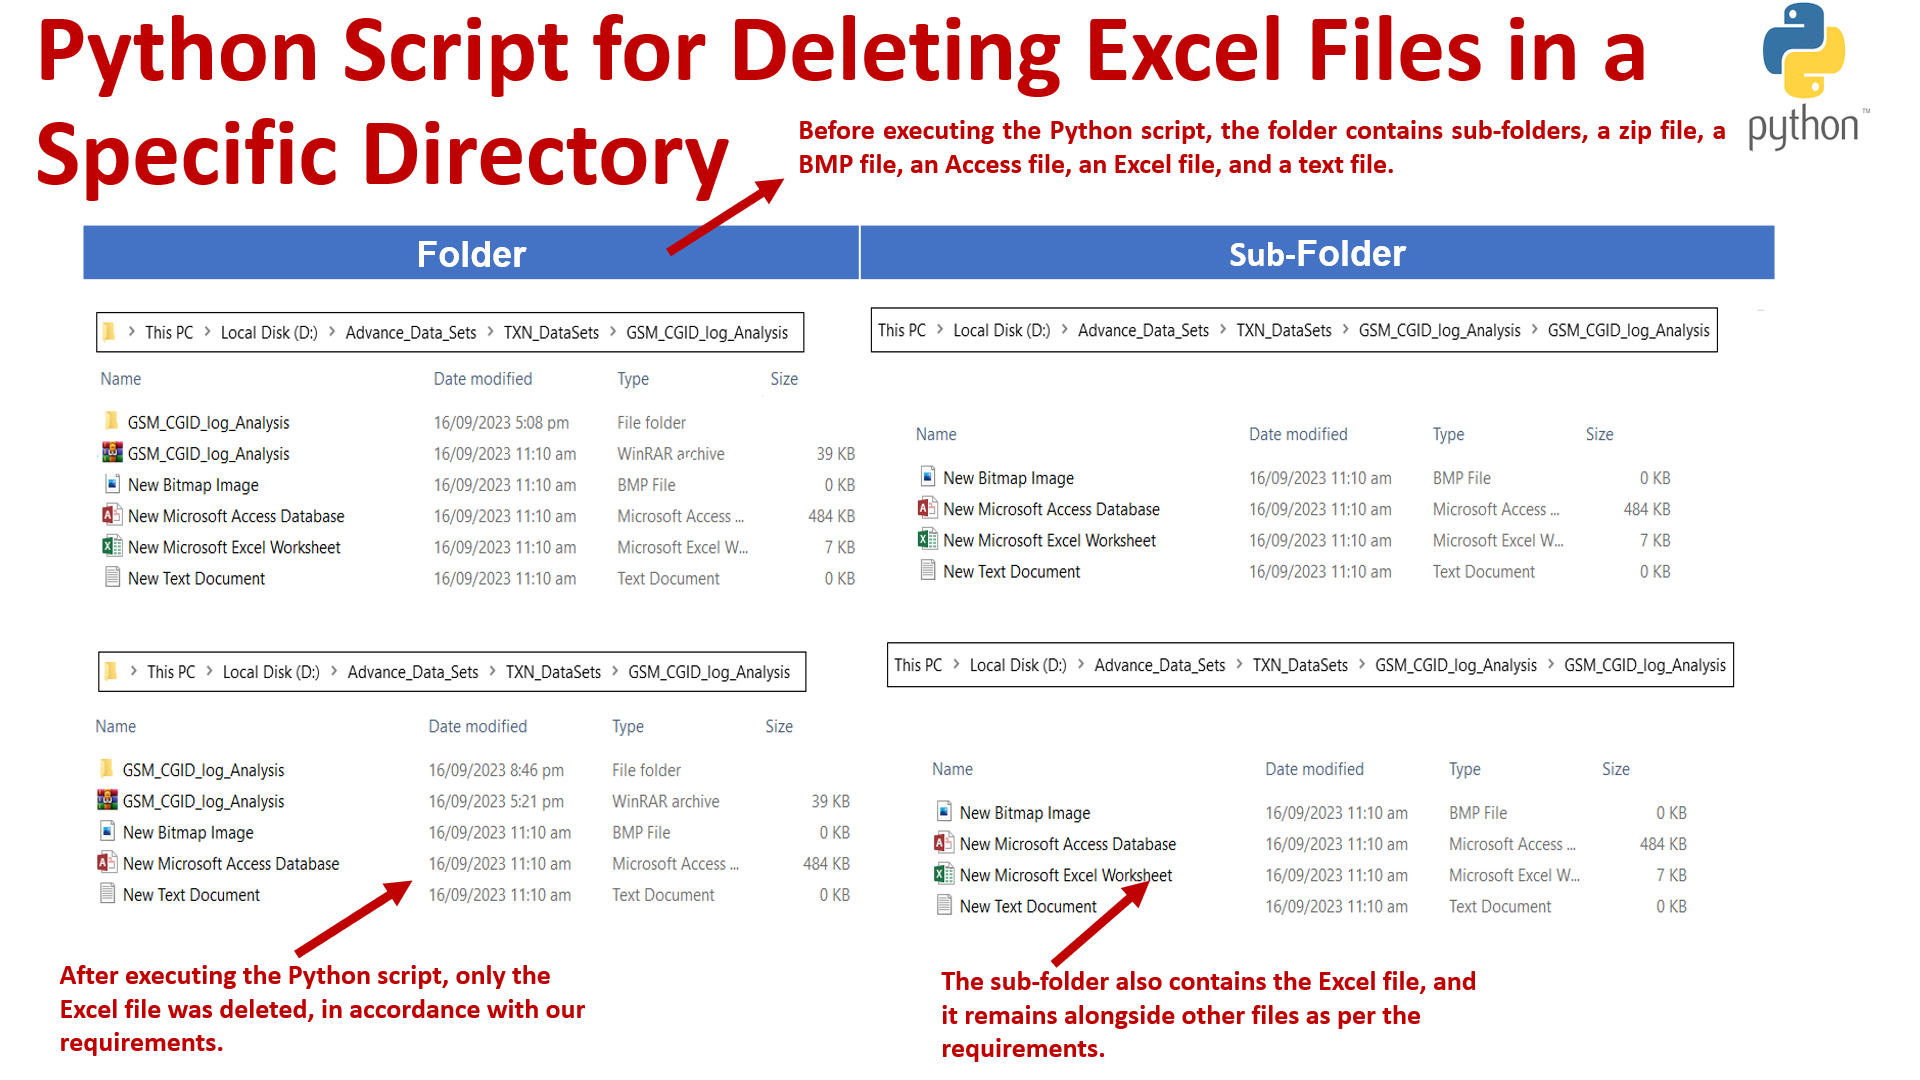 Python Script for Deleting Excel Files in a
Specific Directory
python™
Before executing the Python script, the folder contains sub-folders, a zip file, a
BMP file, an Access file, an Excel file, and a text file.
Folder
Sub-Folder
> This PC > Local Disk (D:) > Advance_Data_Sets > TXN_DataSets > GSM_CGID_log_Analysis
Name Date modified Type Size
GSM_CGID_log_Analysis 16/09/2023 5:08 pm File folder
GSM_CGID_log_Analysis 16/09/2023 11:10 am WinRAR archive 39 KB
New Bitmap Image 16/09/2023 11:10 am BMP File 0 KB
New Microsoft Access Database 16/09/2023 11:10 am Microsoft Access ... 484 KB
New Microsoft Excel Worksheet 16/09/2023 11:10 am Microsoft Excel W... 7 KB
New Text Document 16/09/2023 11:10 am Text Document 0 KB
This PC > Local Disk (D:) > Advance_Data_Sets > TXN_DataSets > GSM_CGID_log_Analysis > GSM_CGID_log_Analysis
Name Date modified Type Size
New Bitmap Image 16/09/2023 11:10 am BMP File 0 KB
New Microsoft Access Database 16/09/2023 11:10 am Microsoft Access ... 484 KB
New Microsoft Excel Worksheet 16/09/2023 11:10 am Microsoft Excel W... 7 KB
New Text Document 16/09/2023 11:10 am Text Document 0 KB
> This PC > Local Disk (D:) > Advance_Data_Sets > TXN_DataSets > GSM_CGID_log_Analysis
Name Date modified Type Size
GSM_CGID_log_Analysis 16/09/2023 8:46 pm File folder
GSM_CGID_log_Analysis 16/09/2023 5:21 pm WinRAR archive 39 KB
New Bitmap Image 16/09/2023 11:10 am BMP File 0 KB
New Microsoft Access Database 16/09/2023 11:10 am Microsoft Access ... 484 KB
New Text Document 16/09/2023 11:10 am Text Document 0 KB
This PC > Local Disk (D:) > Advance_Data_Sets > TXN_DataSets > GSM_CGID_log_Analysis > GSM_CGID_log_Analysis
Name Date modified Type Size
New Bitmap Image 16/09/2023 11:10 am BMP File 0 KB
New Microsoft Access Database 16/09/2023 11:10 am Microsoft Access ... 484 KB
New Microsoft Excel Worksheet 16/09/2023 11:10 am Microsoft Excel W... 7 KB
New Text Document 16/09/2023 11:10 am Text Document 0 KB
After executing the Python script, only the
Excel file was deleted, in accordance with our
requirements.
The sub-folder also contains the Excel file, and
it remains alongside other files as per the
requirements.